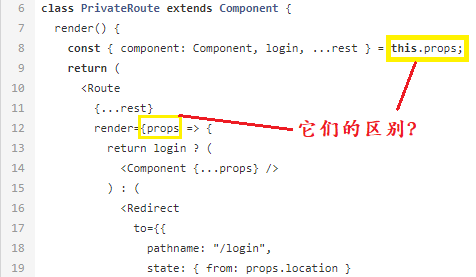 6 class PrivateRoute extends Component {
7 render() {
8 const { component: Component, login, ...rest } = this.props;
9 return (
10 <Route
11 {...rest}
12 render={props => {
13 return login ? (
14 <Component {...props} />
15 ) : (
16 <Redirect
17 to={{
18 pathname: "/login",
19 state: { from: props.location }
它们的区别?